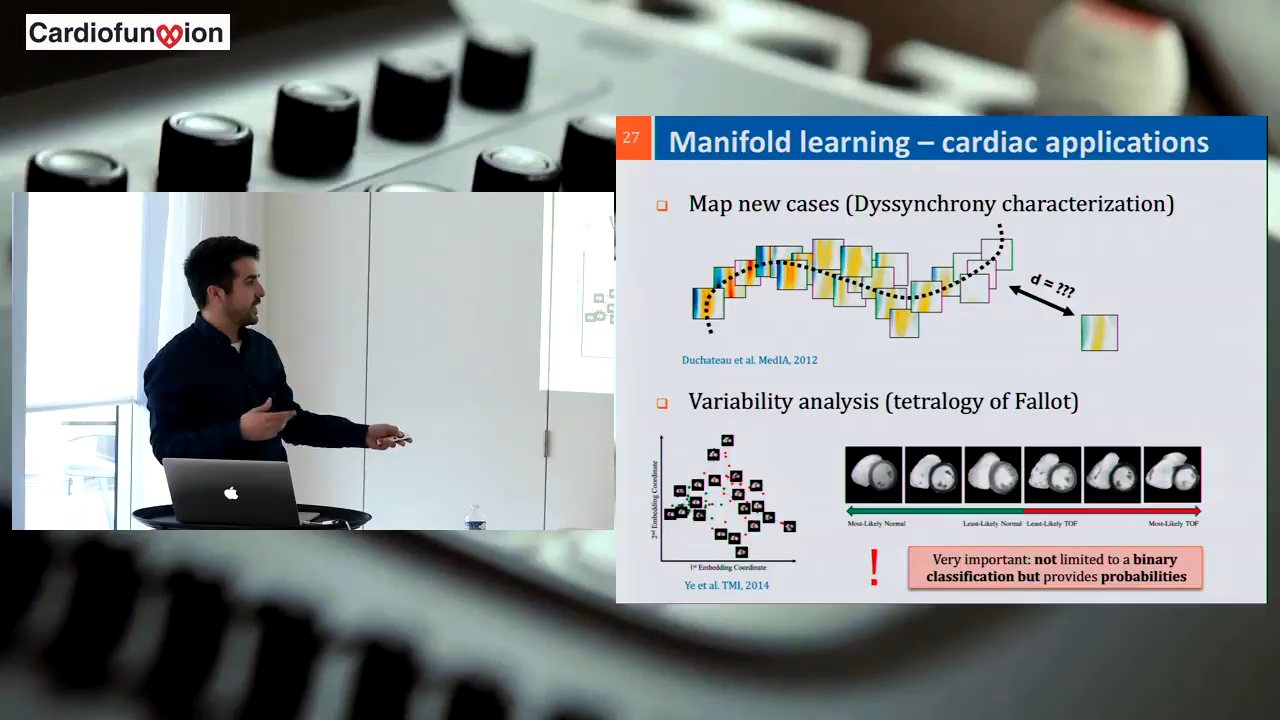 Cardiofunxion
27 Manifold learning – cardiac applications
Map new cases (Dyssynchrony characterization)
d = ???
Duchateau et al. MedIA, 2012
Variability analysis (tetralogy of Fallot)
2nd Embedding Coordinate
1st Embedding Coordinate
Ye et al. TMI, 2014
Most-Likely Normal Least-Likely Normal Least-Likely TOF Most-Likely TOF
! Very important: not limited to a binary
classification but provides probabilities